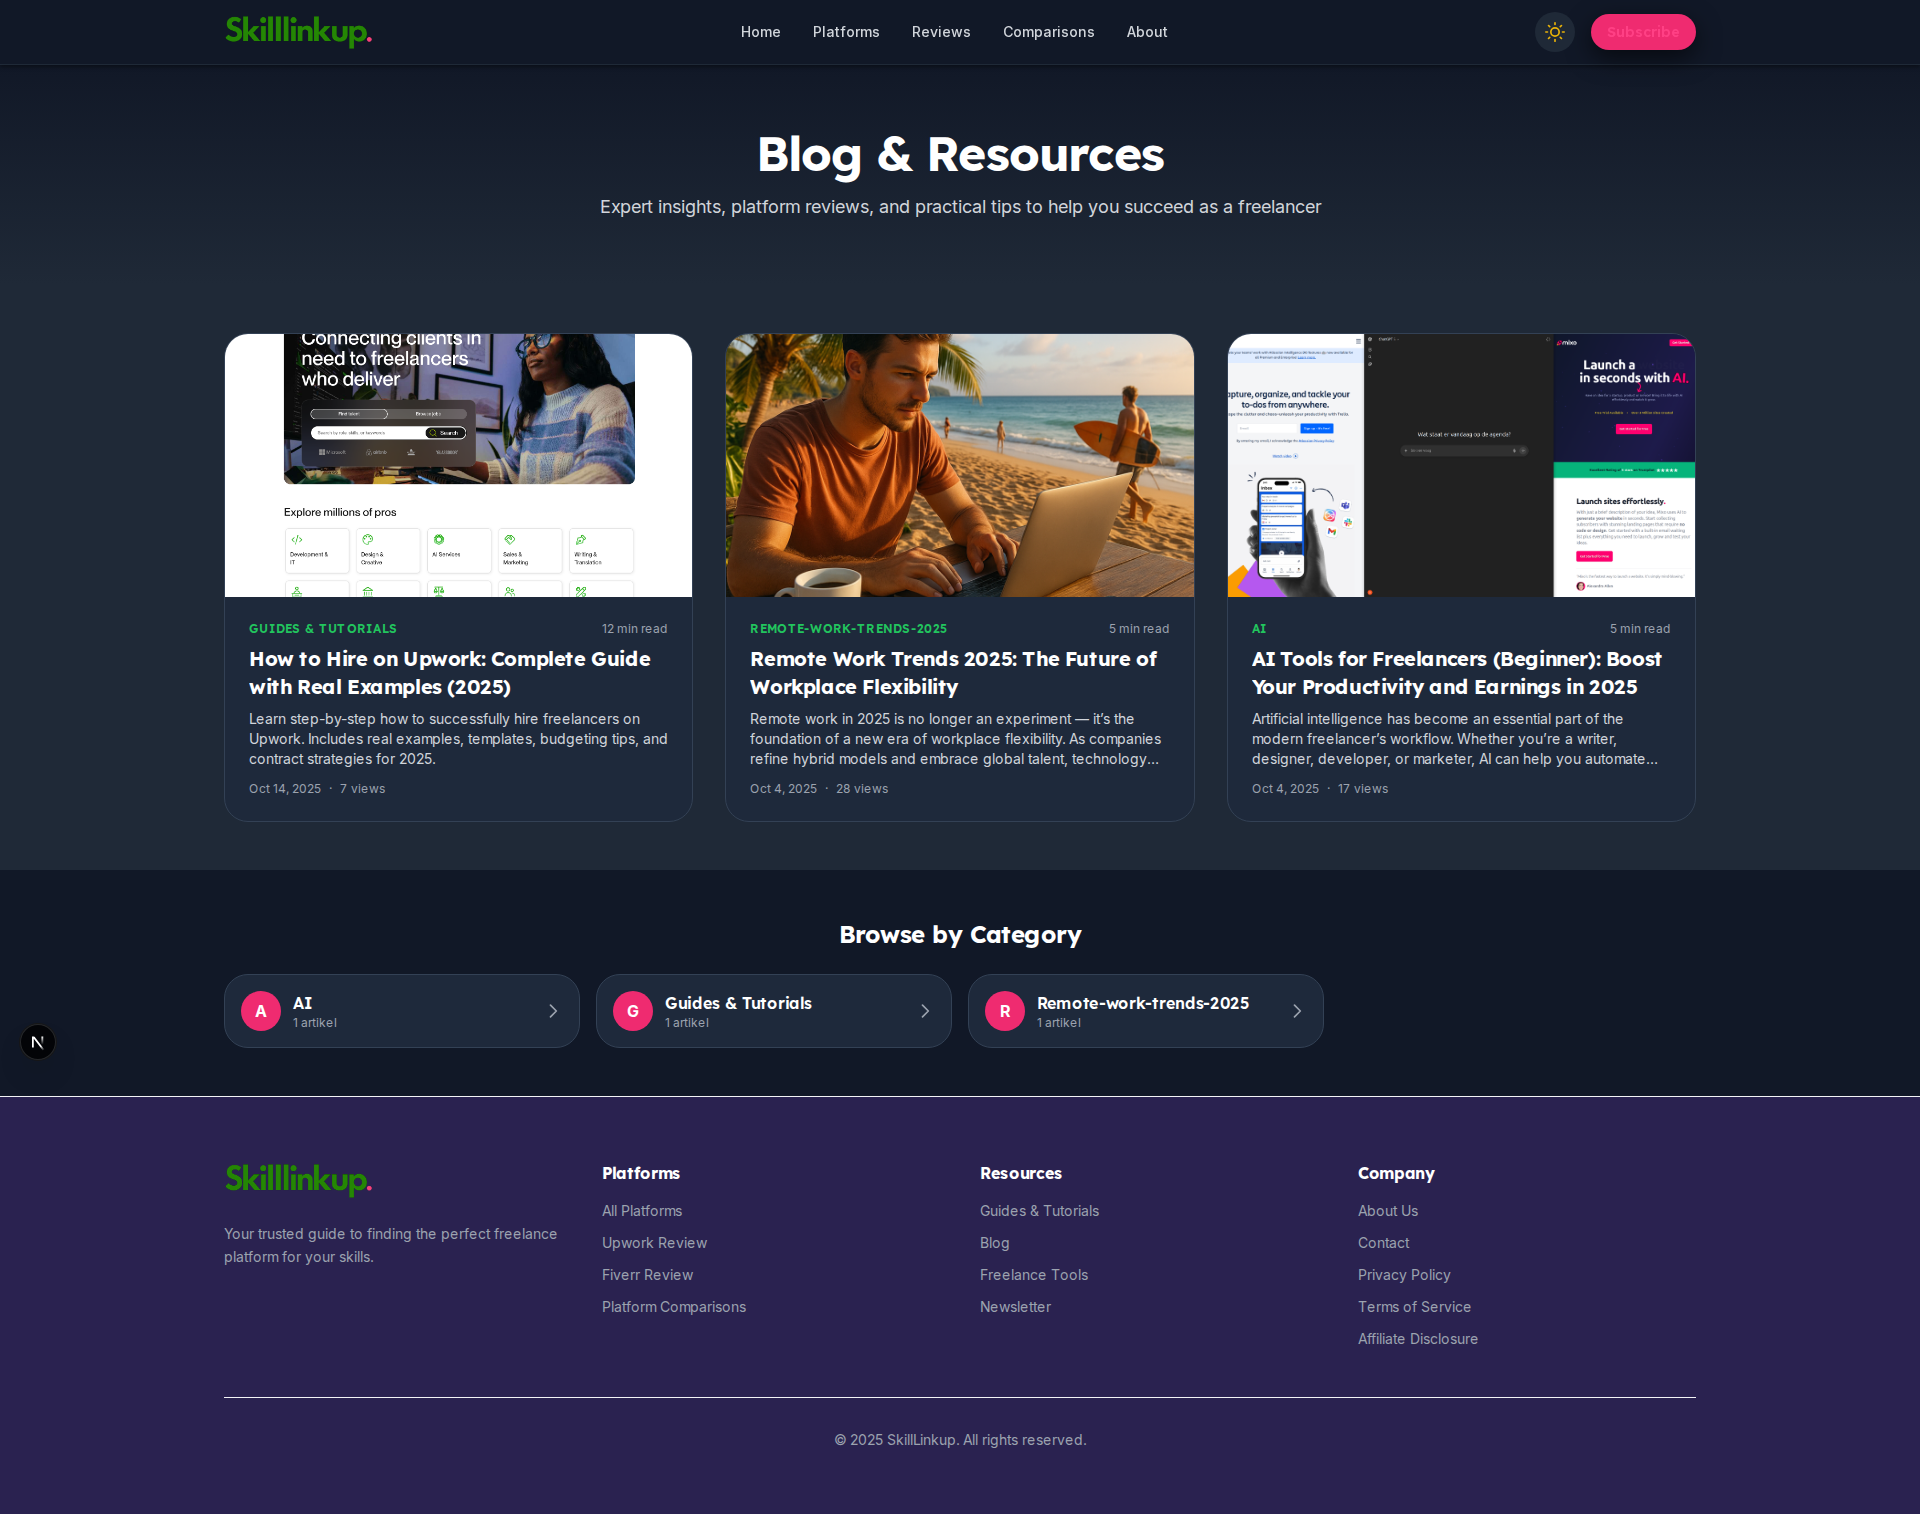 Skilllinkup.
Home
Platforms
Reviews
Comparisons
About
Subscribe
Blog & Resources
Expert insights, platform reviews, and practical tips to help you succeed as a freelancer
Connecting clients in
need to freelancers
who deliver
Find talent
Browse jobs
Search by role, skills, or keywords
Search
Microsoft
airbnb
Explore millions of pros
Development &
IT
Design &
Creative
AI Services
Sales &
Marketing
Writing &
Translation
apture, organize, and tackle your
to-dos from anywhere.
Wat staat er vandaag op de agenda?
mixo
Launch a
in seconds with AI.
Launch sites effortlessly.
GUIDES & TUTORIALS
12 min read
How to Hire on Upwork: Complete Guide
with Real Examples (2025)
Learn step-by-step how to successfully hire freelancers on
Upwork. Includes real examples, templates, budgeting tips, and
contract strategies for 2025.
Oct 14, 2025 · 7 views
REMOTE-WORK-TRENDS-2025
5 min read
Remote Work Trends 2025: The Future of
Workplace Flexibility
Remote work in 2025 is no longer an experiment — it’s the
foundation of a new era of workplace flexibility. As companies
refine hybrid models and embrace global talent, technology...
Oct 4, 2025 · 28 views
AI
5 min read
AI Tools for Freelancers (Beginner): Boost
Your Productivity and Earnings in 2025
Artificial intelligence has become an essential part of the
modern freelancer’s workflow. Whether you’re a writer,
designer, developer, or marketer, AI can help you automate...
Oct 4, 2025 · 17 views
Browse by Category
A
AI
1 artikel
G
Guides & Tutorials
1 artikel
R
Remote-work-trends-2025
1 artikel
N
Skilllinkup.
Your trusted guide to finding the perfect freelance
platform for your skills.
Platforms
All Platforms
Upwork Review
Fiverr Review
Platform Comparisons
Resources
Guides & Tutorials
Blog
Freelance Tools
Newsletter
Company
About Us
Contact
Privacy Policy
Terms of Service
Affiliate Disclosure
© 2025 SkillLinkup. All rights reserved.